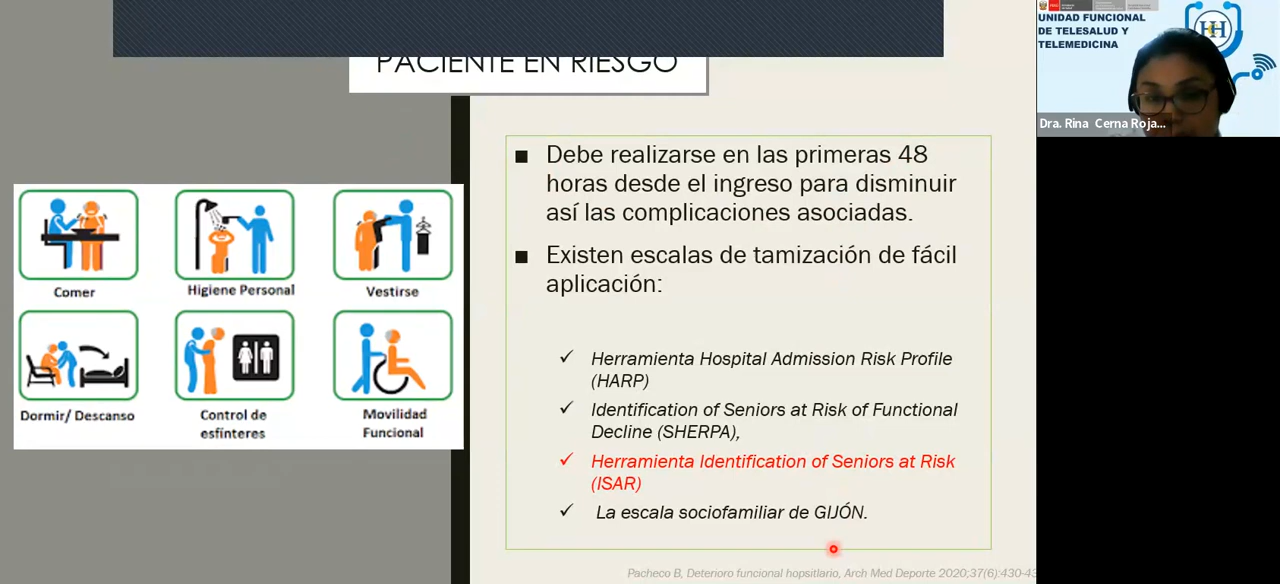 PACIENTE EN RIESGO
Comer
Higiene Personal
Vestirse
Dormir/ Descanso
Control de
esfínteres
Movilidad
Funcional
■ Debe realizarse en las primeras 48
horas desde el ingreso para disminuir
así las complicaciones asociadas.
■ Existen escalas de tamización de fácil
aplicación:
✓ Herramienta Hospital Admission Risk Profile
(HARP)
✓ Identification of Seniors at Risk of Functional
Decline (SHERPA),
✓ Herramienta Identification of Seniors at Risk
(ISAR)
✓ La escala sociofamiliar de GIJÓN.
Pacheco B, Deterioro funcional hopsitlario, Arch Med Deporte 2020;37(6):430-43
UNIDAD FUNCIONAL
DE TELESALUD Y
TELEMEDICINA
Dra. Rina Cerna Roja...